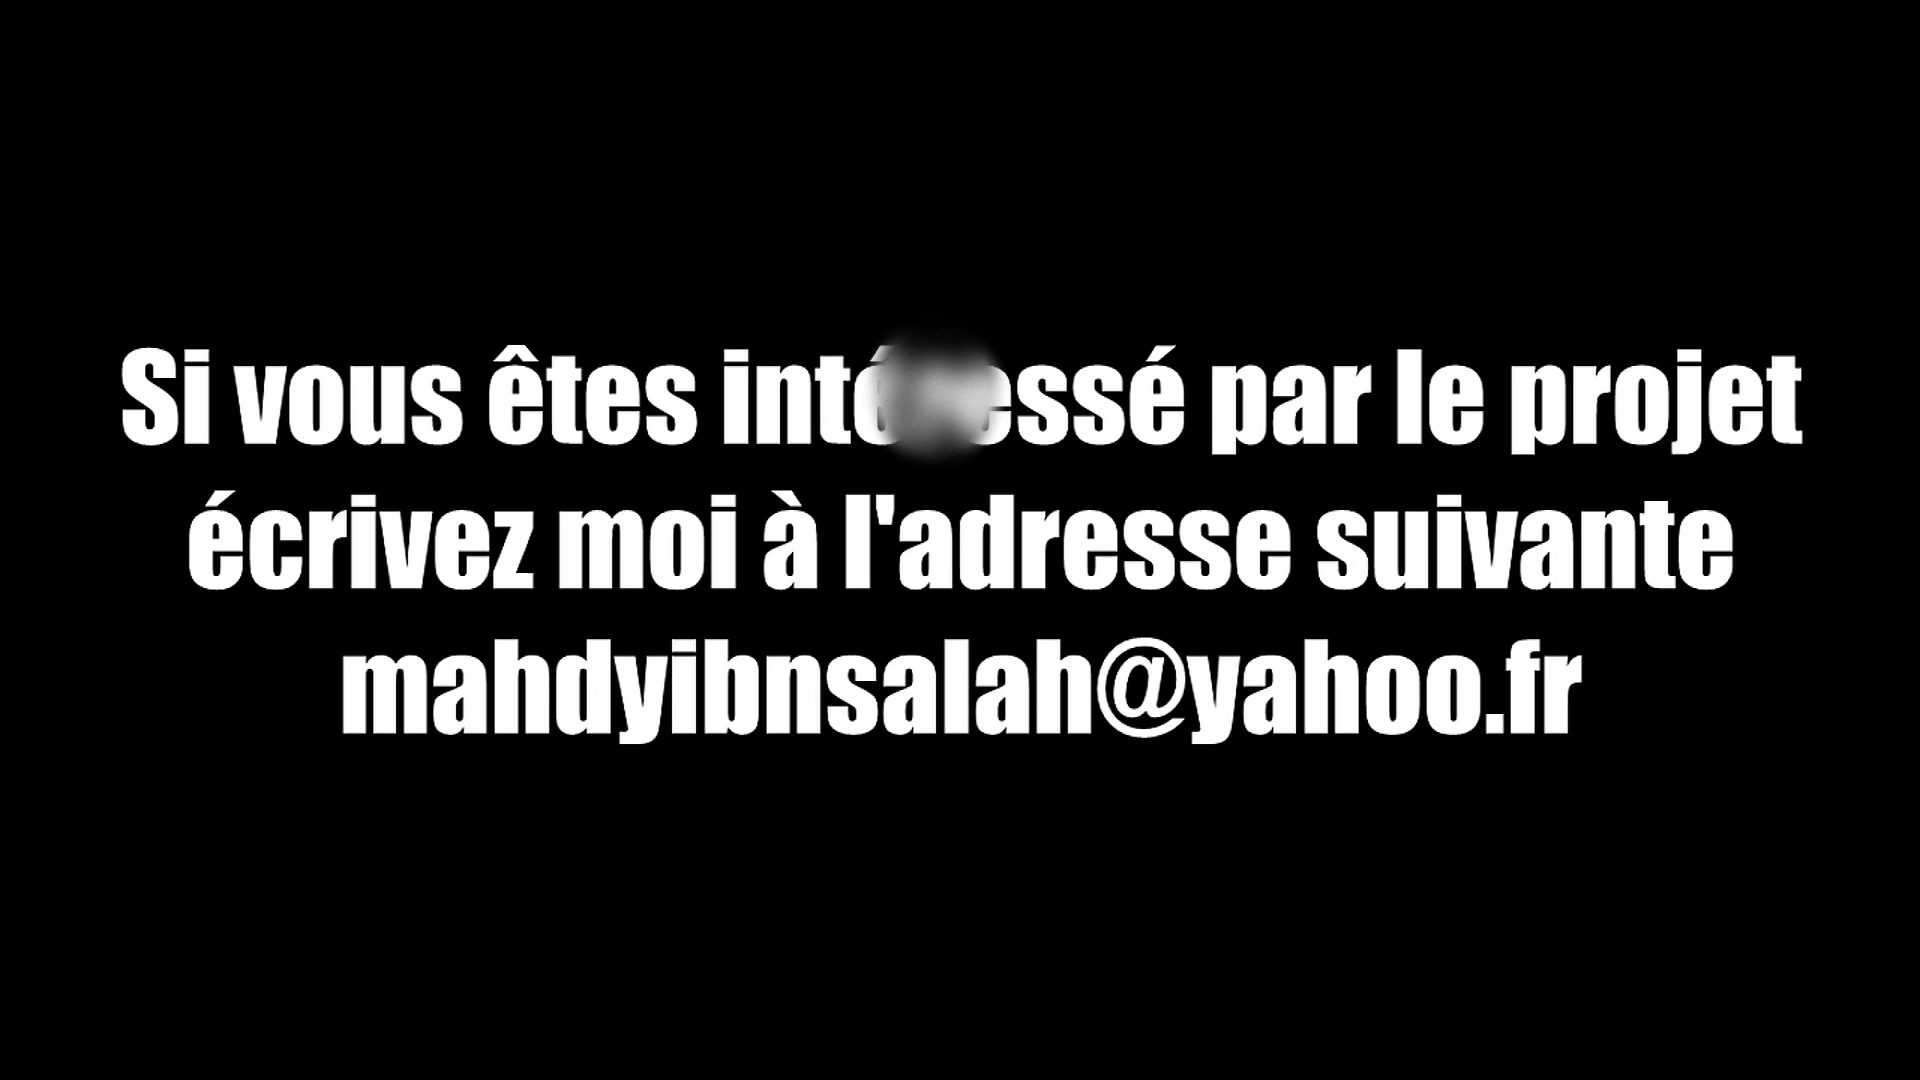 Si vous êtes par le projet
écrivez moi à l'adresse suivante
mahdyibnsalah@yahoo.fr